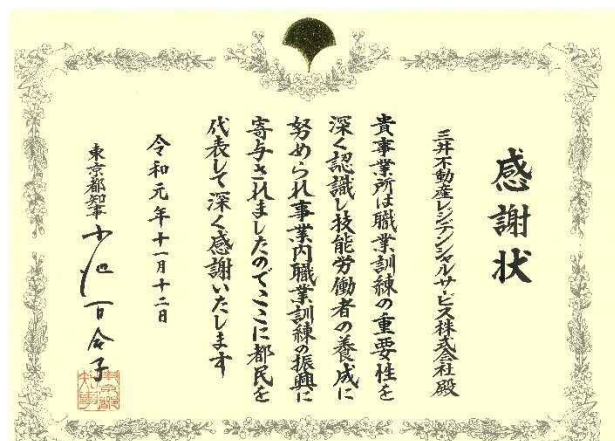 感謝状
三井不動産レジデンシャルサービス株式会社殿
貴事業所は職業訓練の重要性を
深く認識し技能労働者の養成に
努められ事業内職業訓練の振興に
寄与されましたのでここに都民を
代表して深く感謝いたします
令和元年十一月十二日
東京都知事 小池百合子